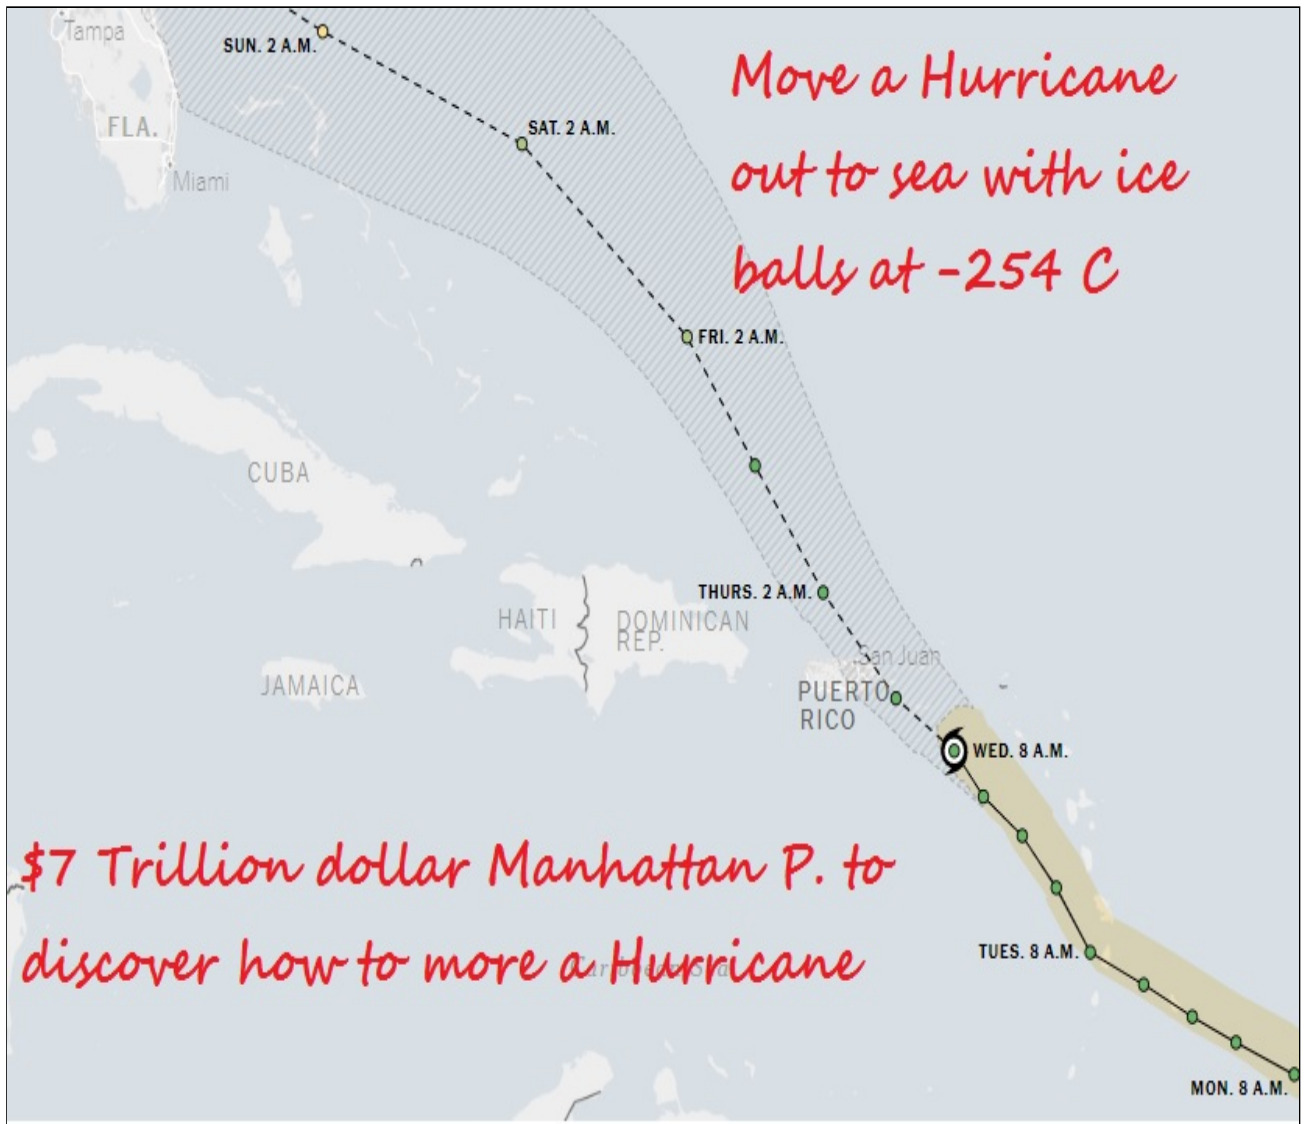 Tampa
SUN. 2 A.M.
Move a Hurricane
out to sea with ice
balls at -254 C
SAT. 2 A.M.
FLA.
Miami
FRI. 2 A.M.
CUBA
THURS. 2 A.M.
HAITI
DOMINICAN
REP.
San Juan
JAMAICA
PUERTO
RICO
WED. 8 A.M.
$7 Trillion dollar Manhattan P. to
discover how to more a Hurricane
Caribbean Sea
TUES. 8 A.M.
MON. 8 A.M.